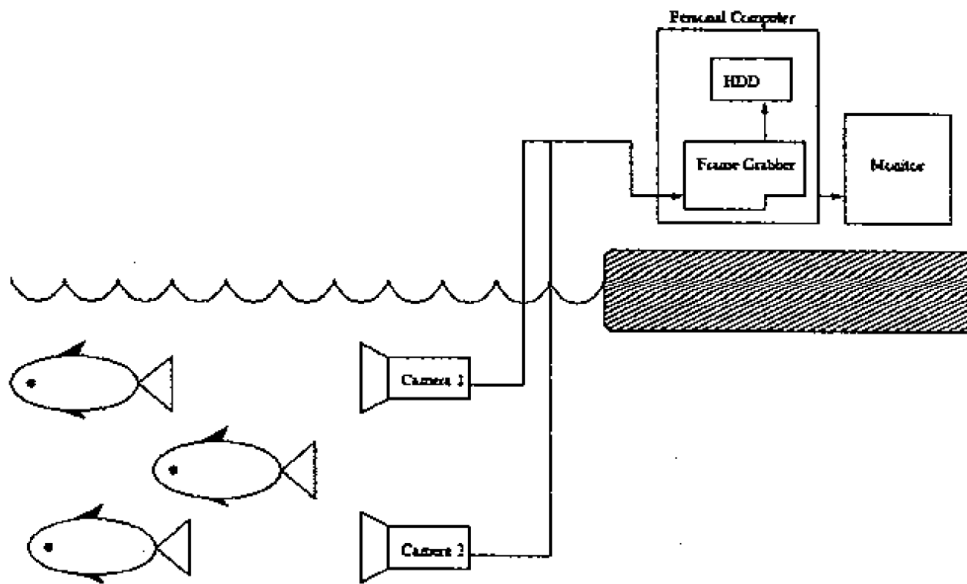 Personal Computer
HDD
Frame Grabber
Monitor
Camera 1
Camera 2